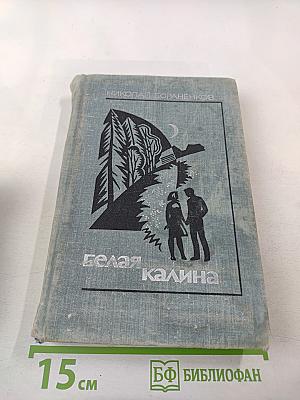 НИКОЛАЙ БОРАНЕНКОВ
БЕЛАЯ
КАЛИНА
15 см
БФ БИБЛИОФАН